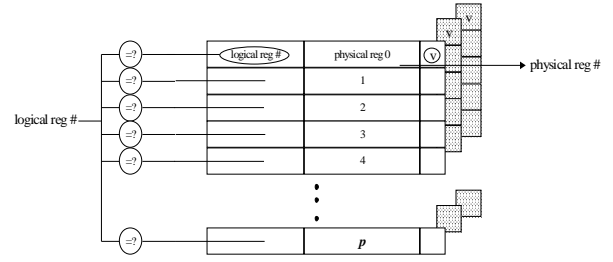 v
v
=? logical reg # physical reg 0 v
physical reg #
=? 1
=? 2
logical reg #
=? 3
=? 4
=? p